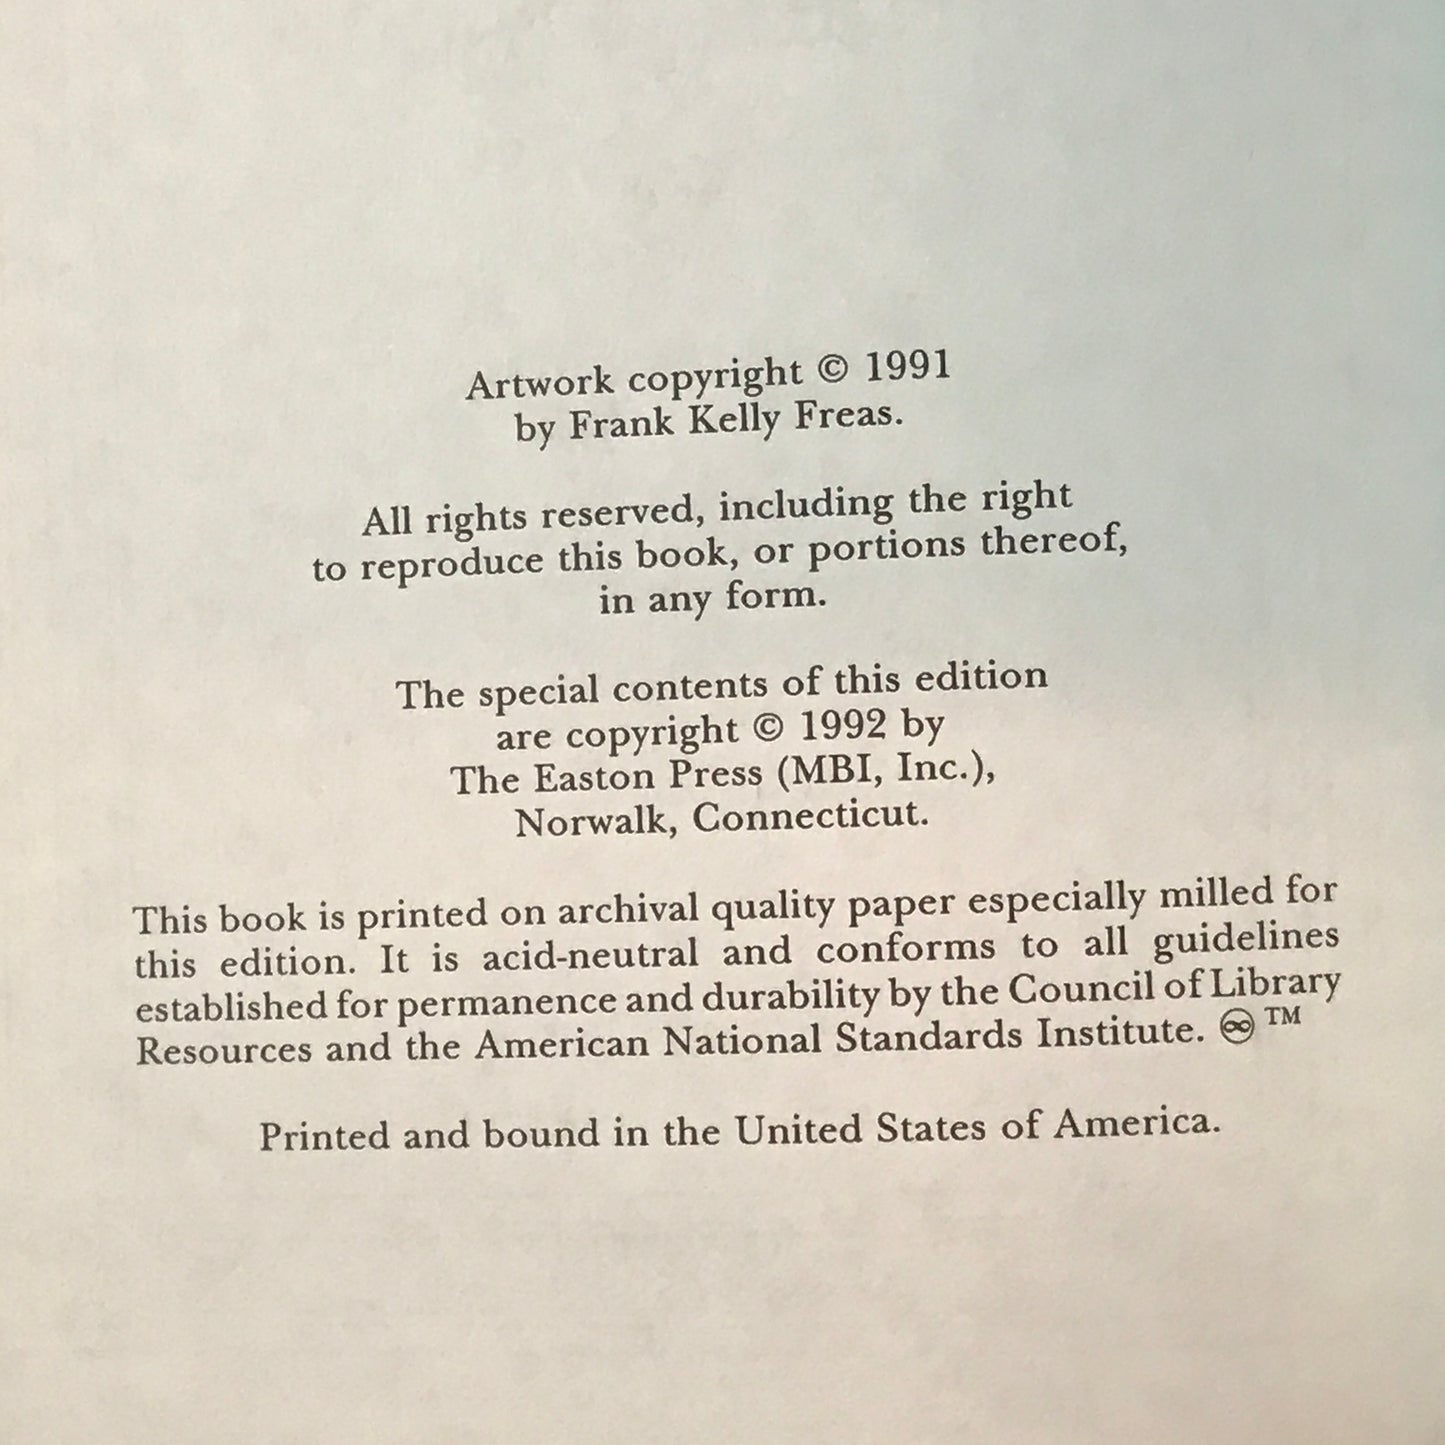 Artwork copyright © 1991
by Frank Kelly Freas.
All rights reserved, including the right
to reproduce this book, or portions thereof,
in any form.
The special contents of this edition
are copyright © 1992 by
The Easton Press (MBI, Inc.),
Norwalk, Connecticut.
This book is printed on archival quality paper especially milled for
this edition. It is acid-neutral and conforms to all guidelines
established for permanence and durability by the Council of Library
Resources and the American National Standards Institute. ♾ ™
Printed and bound in the United States of America.